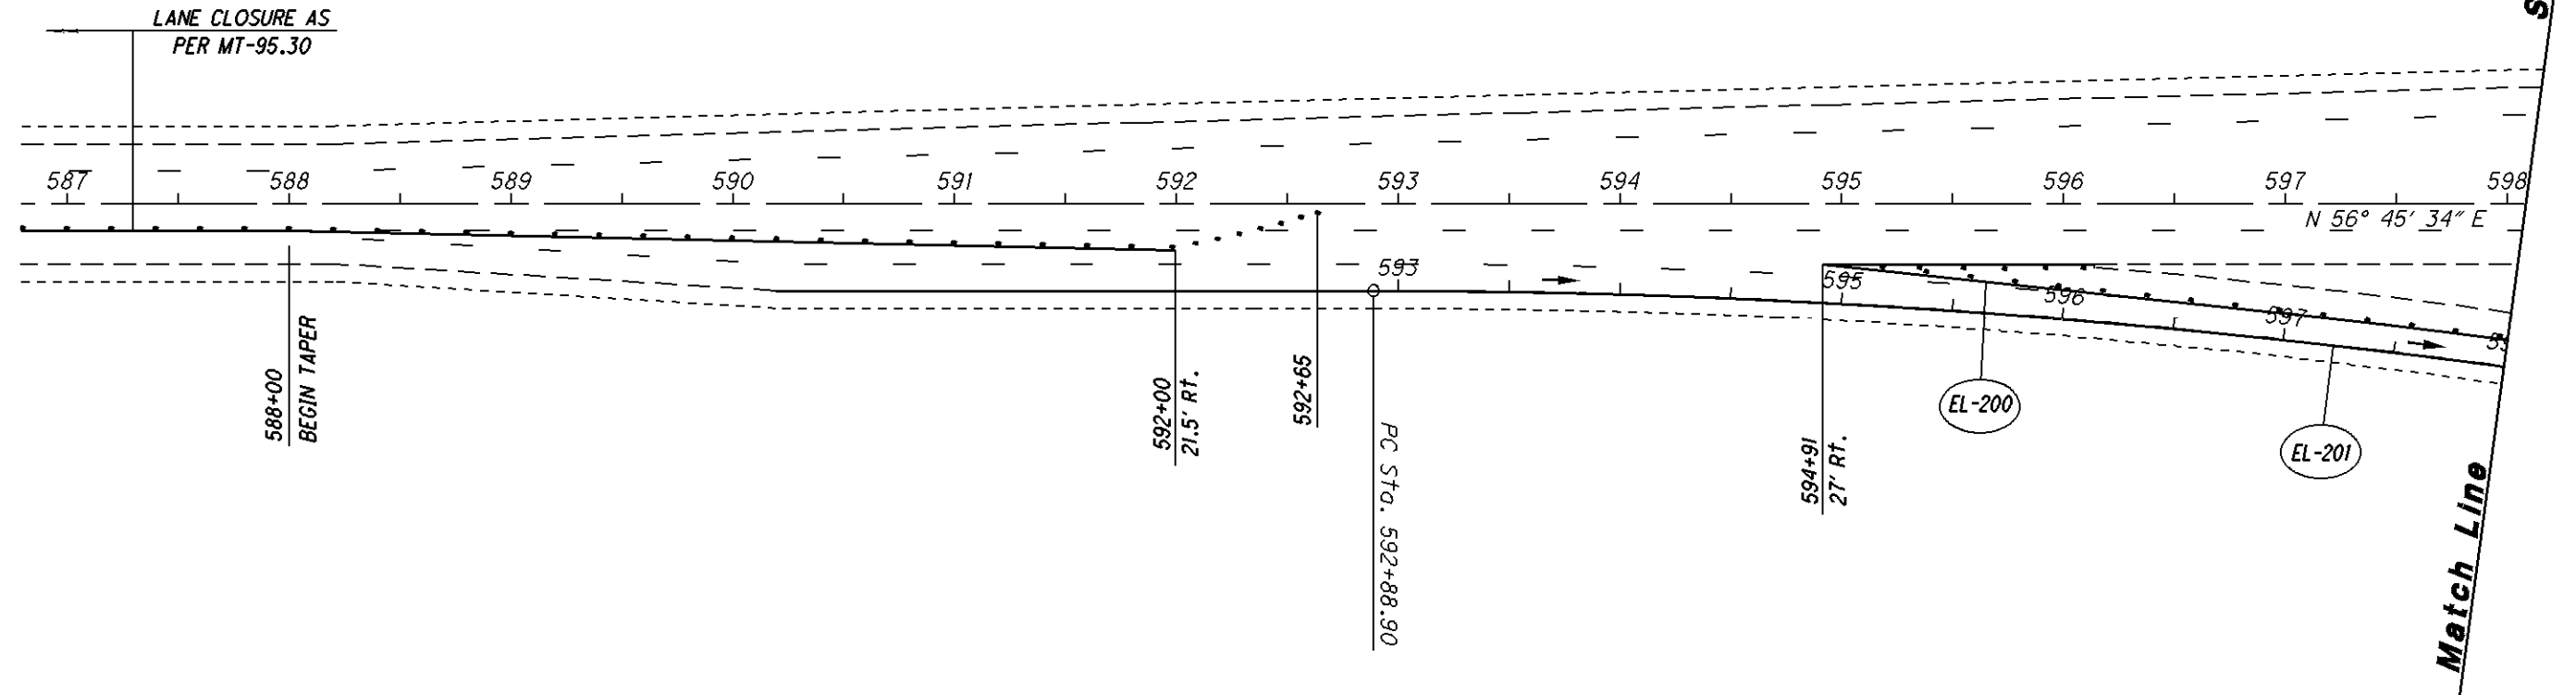 LANE CLOSURE AS
PER MT-95.30
587 588 589 590 591 592 593 594 595 596 597 598
N 56° 45' 34" E
593
595
596
597
588+00
BEGIN TAPER
592+00
21.5' Rt.
592+65
PC Sta. 592+88.90
594+91
27' Rt.
EL-200
EL-201
Match Line